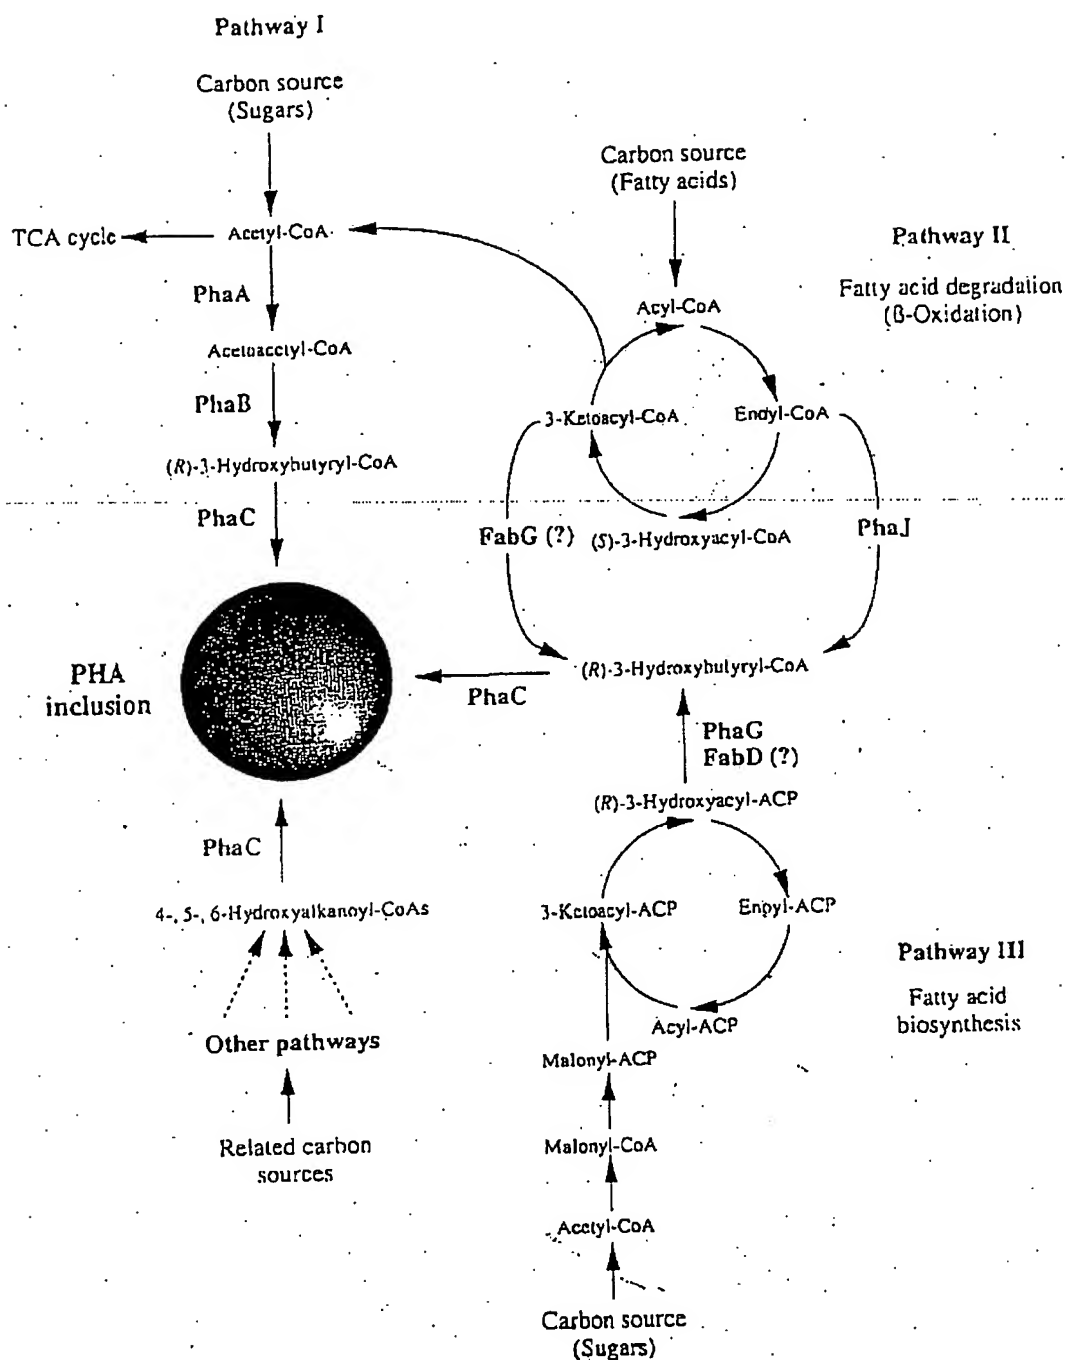 Pathway I
Carbon source
(Sugars)
TCA cycle
Acetyl-CoA
PhaA
Acetoacetyl-CoA
PhaB
(R)-3-Hydroxybutyryl-CoA
PhaC
PHA
inclusion
PhaC
4-, 5-, 6-Hydroxyalkanoyl-CoAs
Other pathways
Related carbon
sources
Carbon source
(Fatty acids)
Pathway II
Fatty acid degradation
(ß-Oxidation)
Acyl-CoA
3-Ketoacyl-CoA
Enoyl-CoA
(S)-3-Hydroxyacyl-CoA
FabG (?)
PhaJ
(R)-3-Hydroxybutyryl-CoA
PhaC
PhaG
FabD (?)
(R)-3-Hydroxyacyl-ACP
3-Ketoacyl-ACP
Enoyl-ACP
Acyl-ACP
Pathway III
Fatty acid
biosynthesis
Malonyl-ACP
Malonyl-CoA
Acetyl-CoA
Carbon source
(Sugars)